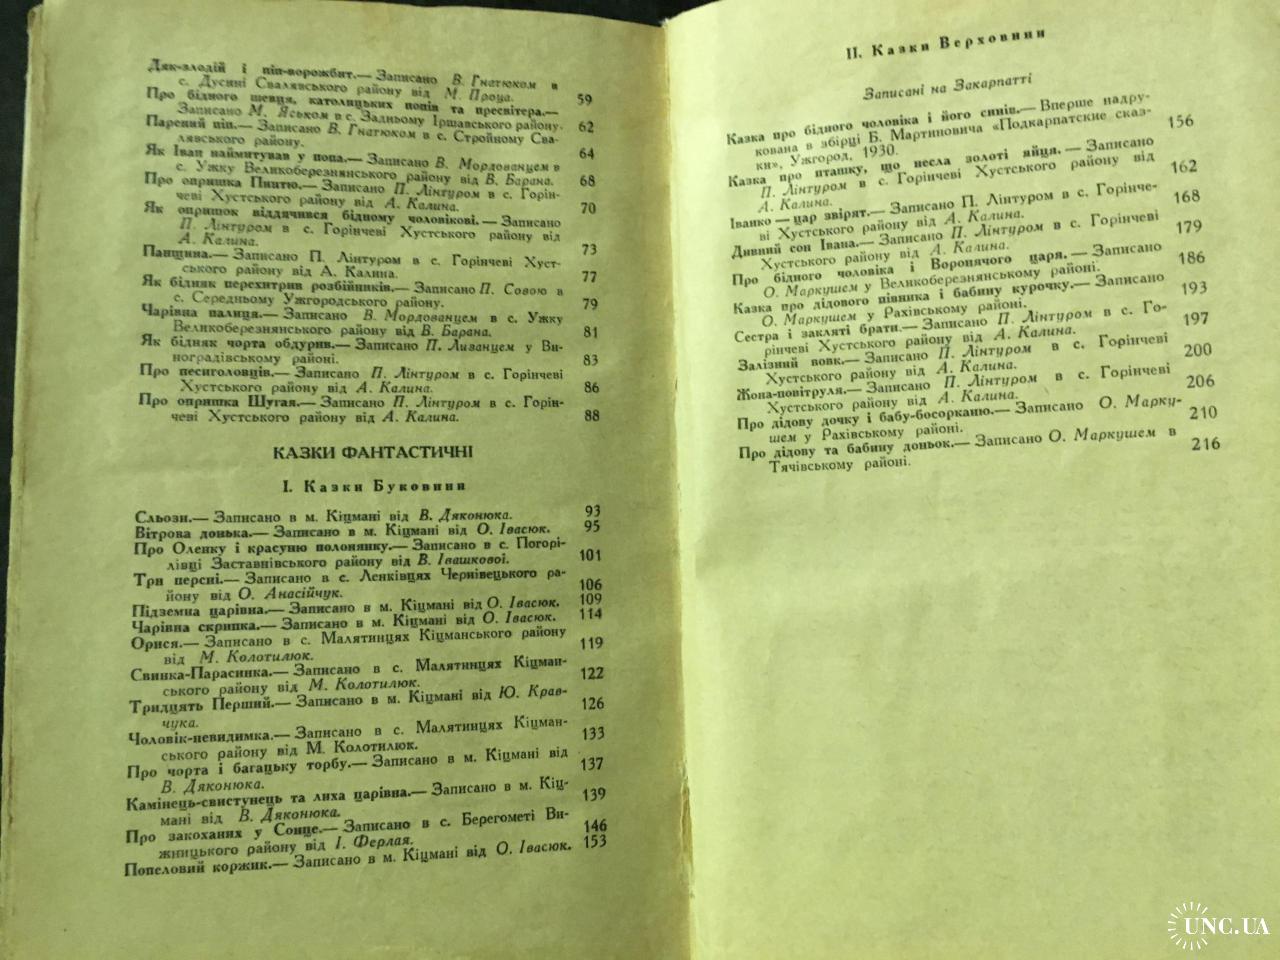 Дяк-злодій і піп-ворожбит.— Записано В. Гнатюком в
с. Дусині Свалявського району від М. Проца. 59
Про бідного шевця, католицьких попів та пресвітера.—
Записано М. Яськом в с. Задньому Іршавського району. 62
Парений піп.— Записано В. Гнатюком в с. Стройному Сва-
лявського району. 64
Як Іван наймитував у попа.— Записано В. Мордованцем в
с. Ужку Великоберезнянського району від В. Барана. 68
Про опришка Пинтю.— Записано П. Лінтуром в с. Горін-
чеві Хустського району від А. Калина. 70
Як опришок віддячився бідному чоловікові.— Записано
П. Лінтуром в с. Горінчеві Хустського району від
А. Калина. 73
Панщина.— Записано П. Лінтуром в с. Горінчеві Хуст-
ського району від А. Калина. 77
Як бідняк перехитрив розбійників.— Записано П. Совою в
с. Середньому Ужгородського району. 79
Чарівна палиця.— Записано В. Мордованцем в с. Ужку
Великоберезнянського району від В. Барана. 81
Як бідняк чорта обдурив.— Записано П. Лизанцем у Ви-
ноградівському районі. 83
Про песиголовців.— Записано П. Лінтуром в с. Горінчеві
Хустського району від А. Калина. 86
Про опришка Шугая.— Записано П. Лінтуром в с. Горін-
чеві Хустського району від А. Калина. 88
КАЗКИ ФАНТАСТИЧНІ
I. Казки Буковини
Сльози.— Записано в м. Кіцмані від В. Дяконюка. 93
Вітрова донька.— Записано в м. Кіцмані від О. Івасюк. 95
Про Оленку і красуню полонянку.— Записано в с. Погорі-
лівці Заставнівського району від В. Івашкової. 101
Три персні.— Записано в с. Ленківцях Чернівецького ра-
йону від О. Анасійчук. 106
Підземна царівна.— Записано в м. Кіцмані від О. Івасюк. 109
Чарівна скрипка.— Записано в м. Кіцмані від О. Івасюк. 114
Орися.— Записано в с. Малятинцях Кіцманського району
від М. Колотилюк. 119
Свинка-Парасинка.— Записано в с. Малятинцях Кіцман-
ського району від М. Колотилюк. 122
Тридцять Перший.— Записано в м. Кіцмані від Ю. Крав-
чука. 126
Чоловік-невидимка.— Записано в с. Малятинцях Кіцман-
ського району від М. Колотилюк. 133
Про чорта і багацьку торбу.— Записано в м. Кіцмані від
В. Дяконюка. 137
Камінець-свистунець та лиха царівна.— Записано в м. Кіц-
мані від В. Дяконюка. 139
Про закоханих у Сонце.— Записано в с. Берегометі Ви-
жницького району від І. Ферлая. 146
Попеловий коржик.— Записано в м. Кіцмані від О. Івасюк. 153
II. Казки Верховини
Записані на Закарпатті
Казка про бідного чоловіка і його синів.— Вперше надру-
кована в збірці Б. Мартиновича «Подкарпатские сказ-
ки», Ужгород, 1930. 156
Казка про пташку, що несла золоті яйця.— Записано
П. Лінтуром в с. Горінчеві Хустського району від
А. Калина. 162
Іванко — цар звірят.— Записано П. Лінтуром в с. Горінче-
ві Хустського району від А. Калина. 168
Дивний сон Івана.— Записано П. Лінтуром в с. Горінчеві
Хустського району від А. Калина. 179
Про бідного чоловіка і Воронячого царя.— Записано
О. Маркушем у Великоберезнянському районі. 186
Казка про дідового півника і бабину курочку.— Записано
О. Маркушем у Рахівському районі. 193
Сестра і закляті брати.— Записано П. Лінтуром в с. Го-
рінчеві Хустського району від А. Калина. 197
Залізний вовк.— Записано П. Лінтуром в с. Горінчеві
Хустського району від А. Калина. 200
Жона-повітруля.— Записано П. Лінтуром в с. Горінчеві
Хустського району від А. Калина. 206
Про дідову дочку і бабу-босорканю.— Записано О. Марку-
шем у Рахівському районі. 210
Про дідову та бабину доньок.— Записано О. Маркушем в
Тячівському районі. 216
UNC.UA